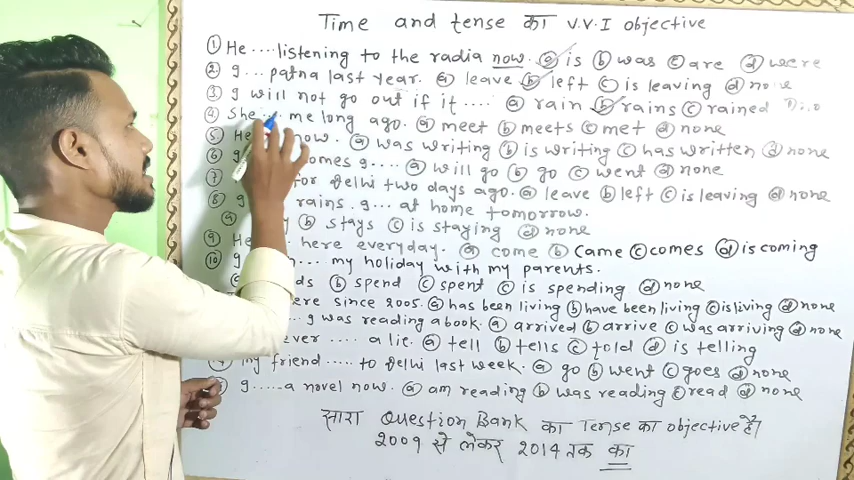 Time and tense का V.V.I objective
① He ....listening to the radia now. ⓐ is ⓑ was ⓒ are ⓓ were
② I ... patna last year. ⓐ leave ⓑ left ⓒ is leaving ⓓ none
③ I will not go out if it .... ⓐ rain ⓑ rains ⓒ rained
④ She ... me long ago. ⓐ meet ⓑ meets ⓒ met ⓓ none
⑤ He now. ⓐ was writing ⓑ is writing ⓒ has written ⓓ none
⑥ comes I.... ⓐ will go ⓑ go ⓒ went ⓓ none
⑦ for Delhi two days ago. ⓐ leave ⓑ left ⓒ is leaving ⓓ none
⑧ rains. I... at home tomorrow.
ⓐ ⓑ stays ⓒ is staying ⓓ none
⑨ He here everyday. ⓐ come ⓑ came ⓒ comes ⓓ is coming
⑩ I .... my holiday with my parents.
ⓑ spend ⓒ spent ⓒ is spending ⓓ none
since 2005. ⓐ has been living ⓑ have been living ⓒ is living ⓓ none
I was reading a book. ⓐ arrived ⓑ arrive ⓒ was arriving ⓓ none
.... a lie. ⓐ tell ⓑ tells ⓒ told ⓓ is telling
my friend ..... to Delhi last week. ⓐ go ⓑ went ⓒ goes ⓓ none
I .....a novel now. ⓐ am reading ⓑ was reading ⓒ read ⓓ none
सारा Question Bank का Tense का objective है।
2009 से लेकर 2014 तक का